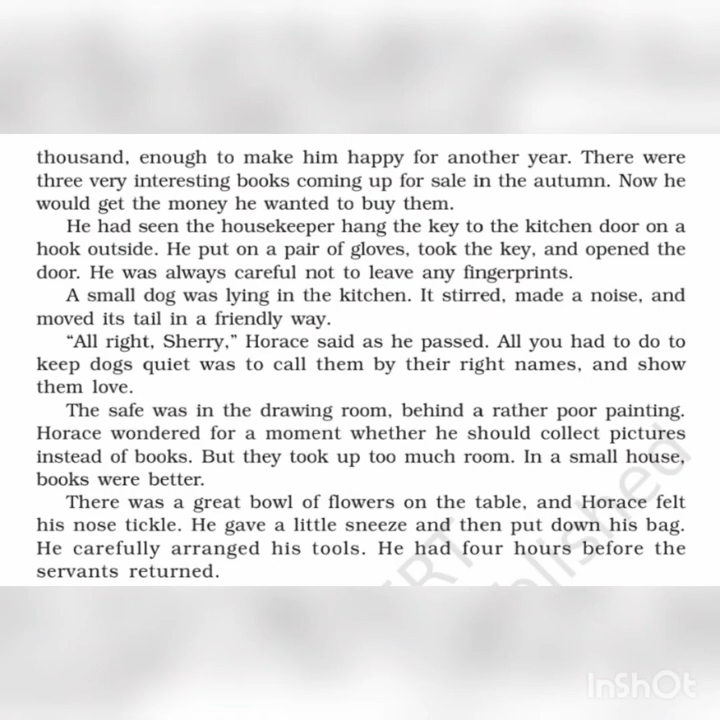 thousand, enough to make him happy for another year. There were
three very interesting books coming up for sale in the autumn. Now he
would get the money he wanted to buy them.
He had seen the housekeeper hang the key to the kitchen door on a
hook outside. He put on a pair of gloves, took the key, and opened the
door. He was always careful not to leave any fingerprints.
A small dog was lying in the kitchen. It stirred, made a noise, and
moved its tail in a friendly way.
“All right, Sherry,” Horace said as he passed. All you had to do to
keep dogs quiet was to call them by their right names, and show
them love.
The safe was in the drawing room, behind a rather poor painting.
Horace wondered for a moment whether he should collect pictures
instead of books. But they took up too much room. In a small house,
books were better.
There was a great bowl of flowers on the table, and Horace felt
his nose tickle. He gave a little sneeze and then put down his bag.
He carefully arranged his tools. He had four hours before the
servants returned.
InShOt